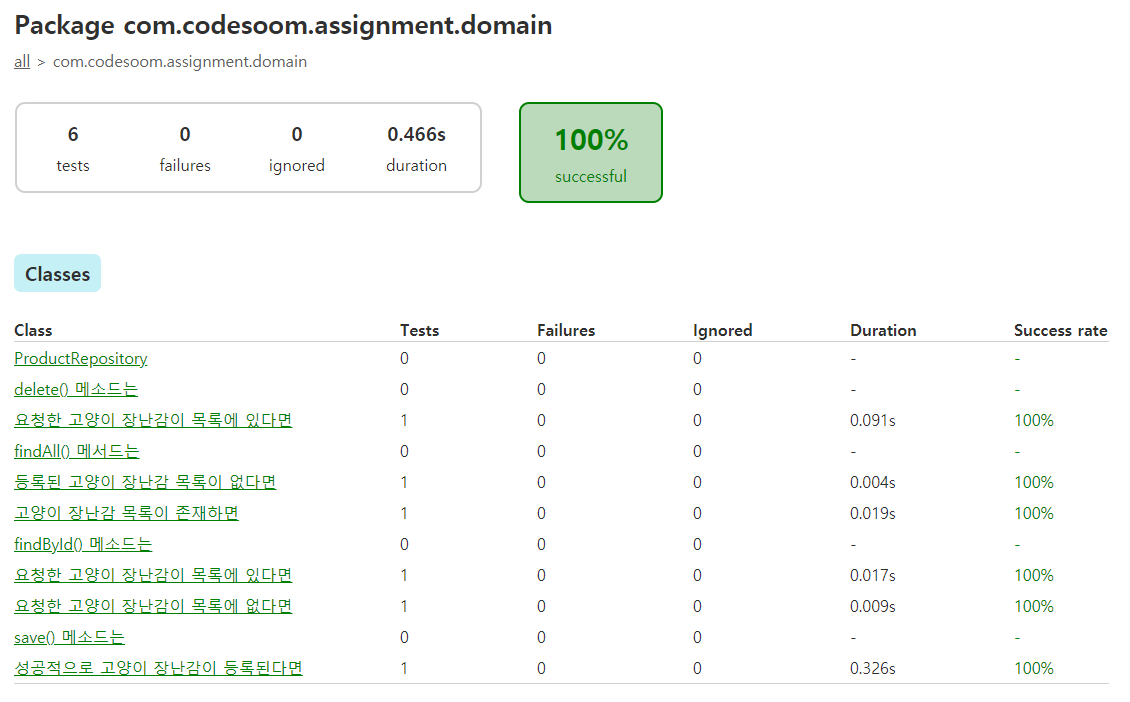 Package com.codesoom.assignment.domain
all > com.codesoom.assignment.domain
6 0 0 0.466s
tests failures ignored duration
100%
successful
Classes
Class Tests Failures Ignored Duration Success rate
ProductRepository 0 0 0 - -
delete() 메소드는 0 0 0 - -
요청한 고양이 장난감이 목록에 있다면 1 0 0 0.091s 100%
findAll() 메서드는 0 0 0 - -
등록된 고양이 장난감 목록이 없다면 1 0 0 0.004s 100%
고양이 장난감 목록이 존재하면 1 0 0 0.019s 100%
findById() 메소드는 0 0 0 - -
요청한 고양이 장난감이 목록에 있다면 1 0 0 0.017s 100%
요청한 고양이 장난감이 목록에 없다면 1 0 0 0.009s 100%
save() 메소드는 0 0 0 - -
성공적으로 고양이 장난감이 등록된다면 1 0 0 0.326s 100%